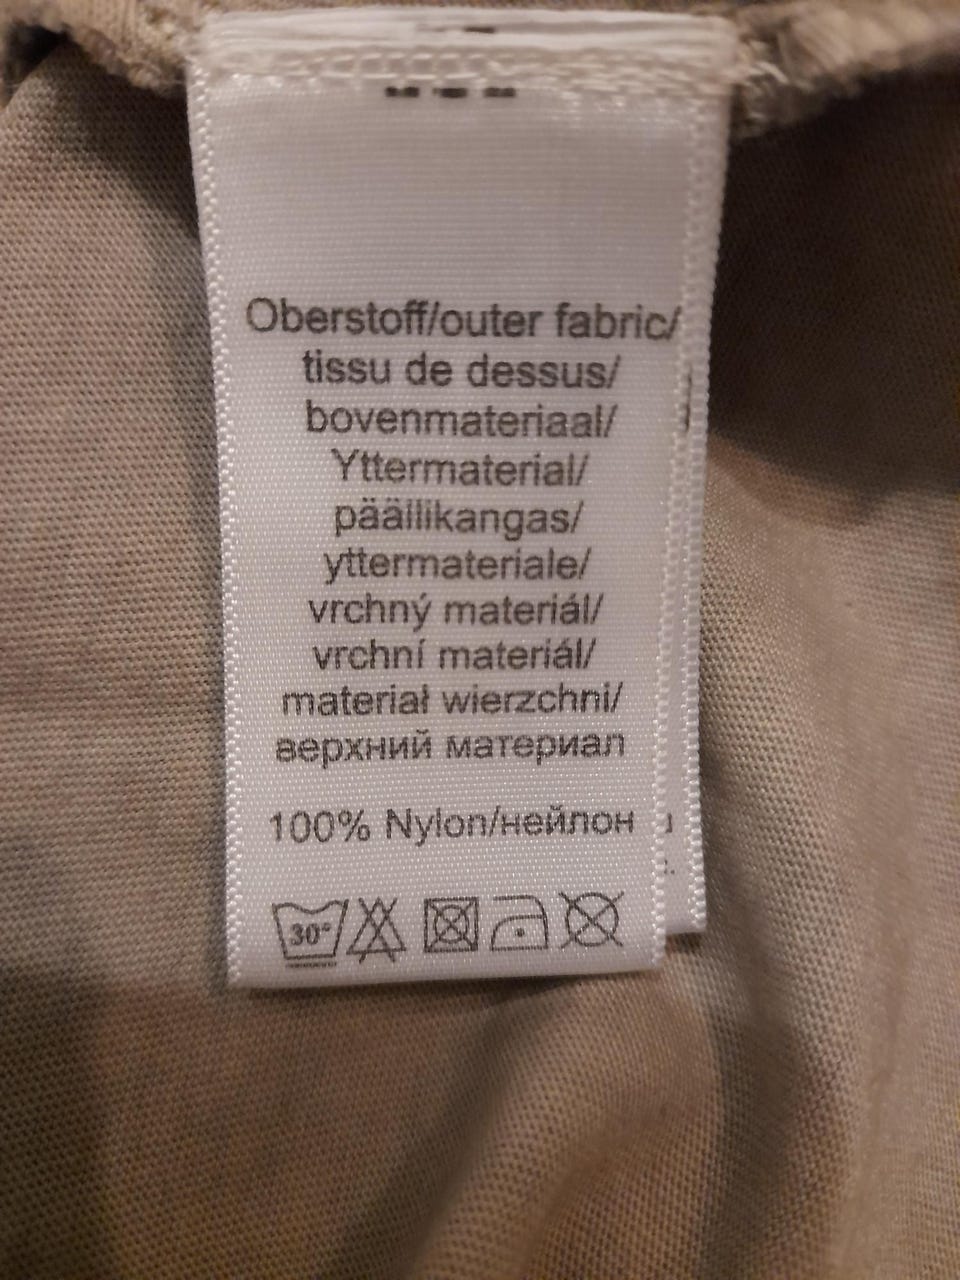 Oberstoff/outer fabric/
tissu de dessus/
bovenmateriaal/
Yttermaterial/
päällikangas/
yttermateriale/
vrchný materiál/
vrchní materiál/
materiał wierzchni/
верхний материал
100% Nylon/нейлон
30°